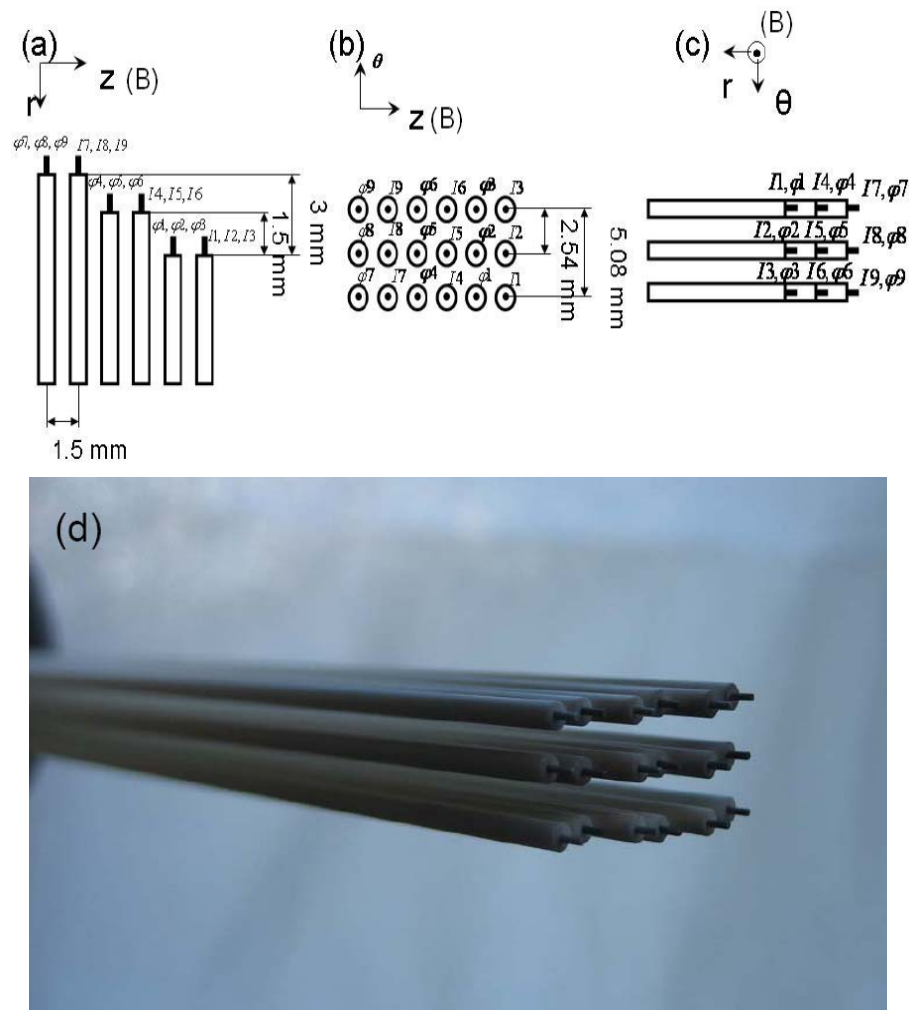 (a)
z (B)
r
φ7, φ8, φ9
I7, I8, I9
φ4, φ5, φ6
I4, I5, I6
φ1, φ2, φ3
I1, I2, I3
1.5 mm
3 mm
1.5 mm
(b)
θ
z (B)
φ9 I9 φ6 I6 φ3 I3
φ8 I8 φ5 I5 φ2 I2
φ7 I7 φ4 I4 φ1 I1
2.54 mm
5.08 mm
(c)
(B)
r
θ
I1, φ1 I4, φ4 I7, φ7
I2, φ2 I5, φ5 I8, φ8
I3, φ3 I6, φ6 I9, φ9
(d)